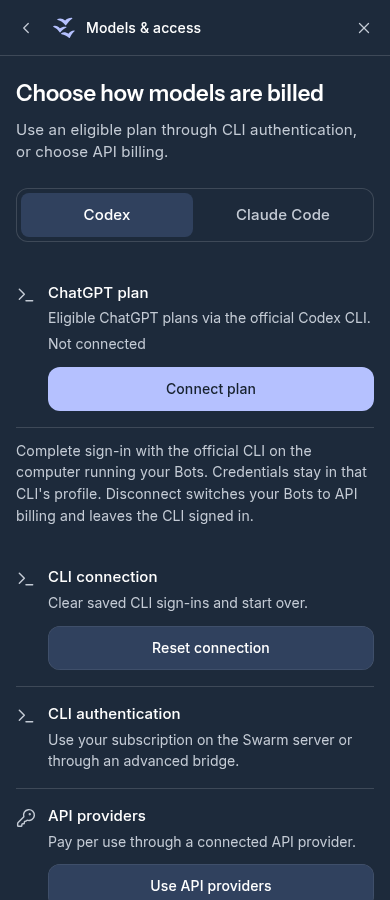 Models & access
Choose how models are billed
Use an eligible plan through CLI authentication,
or choose API billing.
Codex
Claude Code
ChatGPT plan
Eligible ChatGPT plans via the official Codex CLI.
Not connected
Connect plan
Complete sign-in with the official CLI on the
computer running your Bots. Credentials stay in that
CLI's profile. Disconnect switches your Bots to API
billing and leaves the CLI signed in.
CLI connection
Clear saved CLI sign-ins and start over.
Reset connection
CLI authentication
Use your subscription on the Swarm server or
through an advanced bridge.
API providers
Pay per use through a connected API provider.
Use API providers